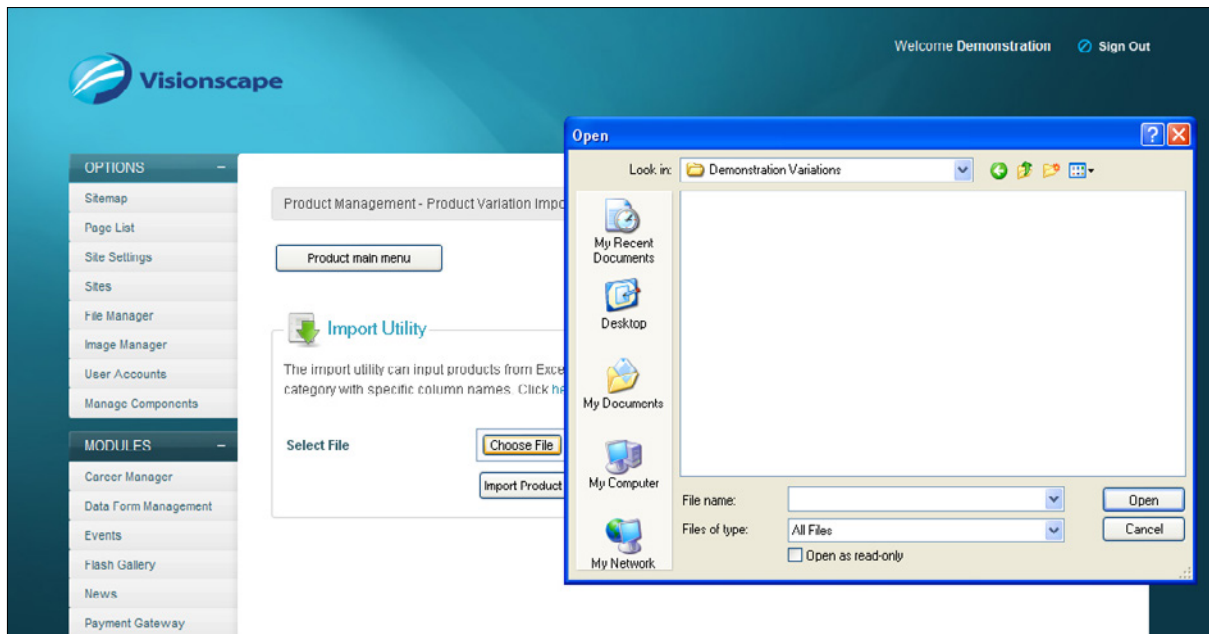 Welcome Demonstration
Sign Out
Visionscape
OPTIONS
Sitemap
Page List
Site Settings
Sites
File Manager
Image Manager
User Accounts
Manage Components
MODULES
Career Manager
Data Form Management
Events
Flash Gallery
News
Payment Gateway
Product Management - Product Variation Impo
Product main menu
Import Utility
The import utility can input products from Exce
category with specific column names. Click he
Select File
Choose File
Import Product
Open
Look in:
Demonstration Variations
My Recent
Documents
Desktop
My Documents
My Computer
My Network
File name:
Open
Files of type:
All Files
Cancel
Open as read-only